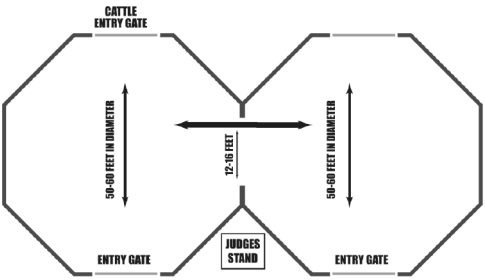 CATTLE
ENTRY GATE
50-60 FEET IN DIAMETER
12-16 FEET
50-60 FEET IN DIAMETER
ENTRY GATE
JUDGES
STAND
ENTRY GATE